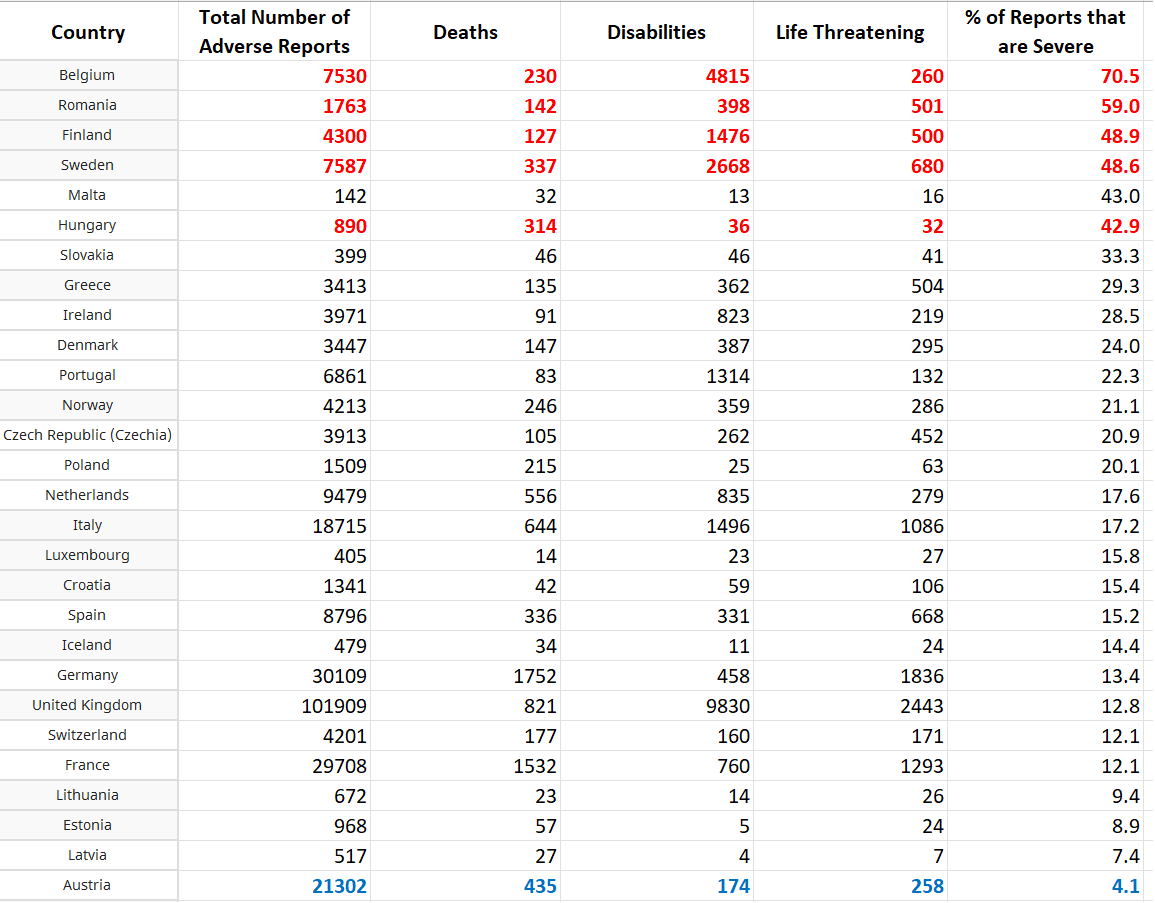 Country Total Number of Adverse Reports Deaths Disabilities Life Threatening % of Reports that are Severe
Belgium 7530 230 4815 260 70.5
Romania 1763 142 398 501 59.0
Finland 4300 127 1476 500 48.9
Sweden 7587 337 2668 680 48.6
Malta 142 32 13 16 43.0
Hungary 890 314 36 32 42.9
Slovakia 399 46 46 41 33.3
Greece 3413 135 362 504 29.3
Ireland 3971 91 823 219 28.5
Denmark 3447 147 387 295 24.0
Portugal 6861 83 1314 132 22.3
Norway 4213 246 359 286 21.1
Czech Republic (Czechia) 3913 105 262 452 20.9
Poland 1509 215 25 63 20.1
Netherlands 9479 556 835 279 17.6
Italy 18715 644 1496 1086 17.2
Luxembourg 405 14 23 27 15.8
Croatia 1341 42 59 106 15.4
Spain 8796 336 331 668 15.2
Iceland 479 34 11 24 14.4
Germany 30109 1752 458 1836 13.4
United Kingdom 101909 821 9830 2443 12.8
Switzerland 4201 177 160 171 12.1
France 29708 1532 760 1293 12.1
Lithuania 672 23 14 26 9.4
Estonia 968 57 5 24 8.9
Latvia 517 27 4 7 7.4
Austria 21302 435 174 258 4.1